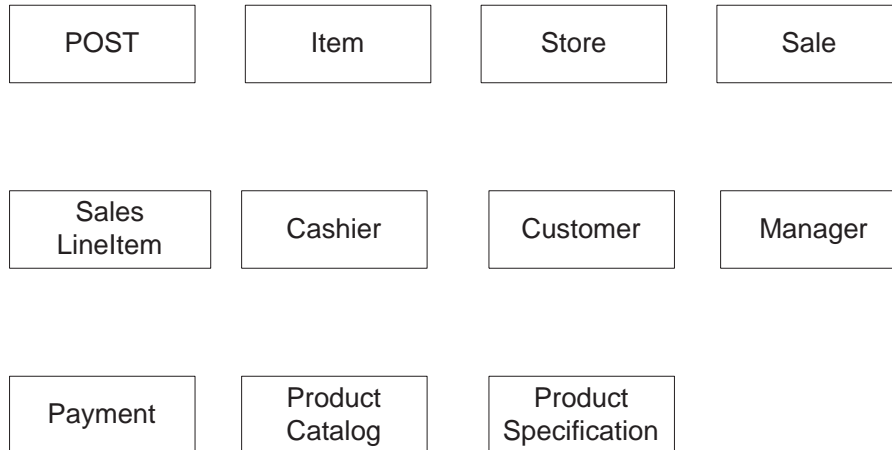 POST
Item
Store
Sale
Sales
LineItem
Cashier
Customer
Manager
Payment
Product
Catalog
Product
Specification